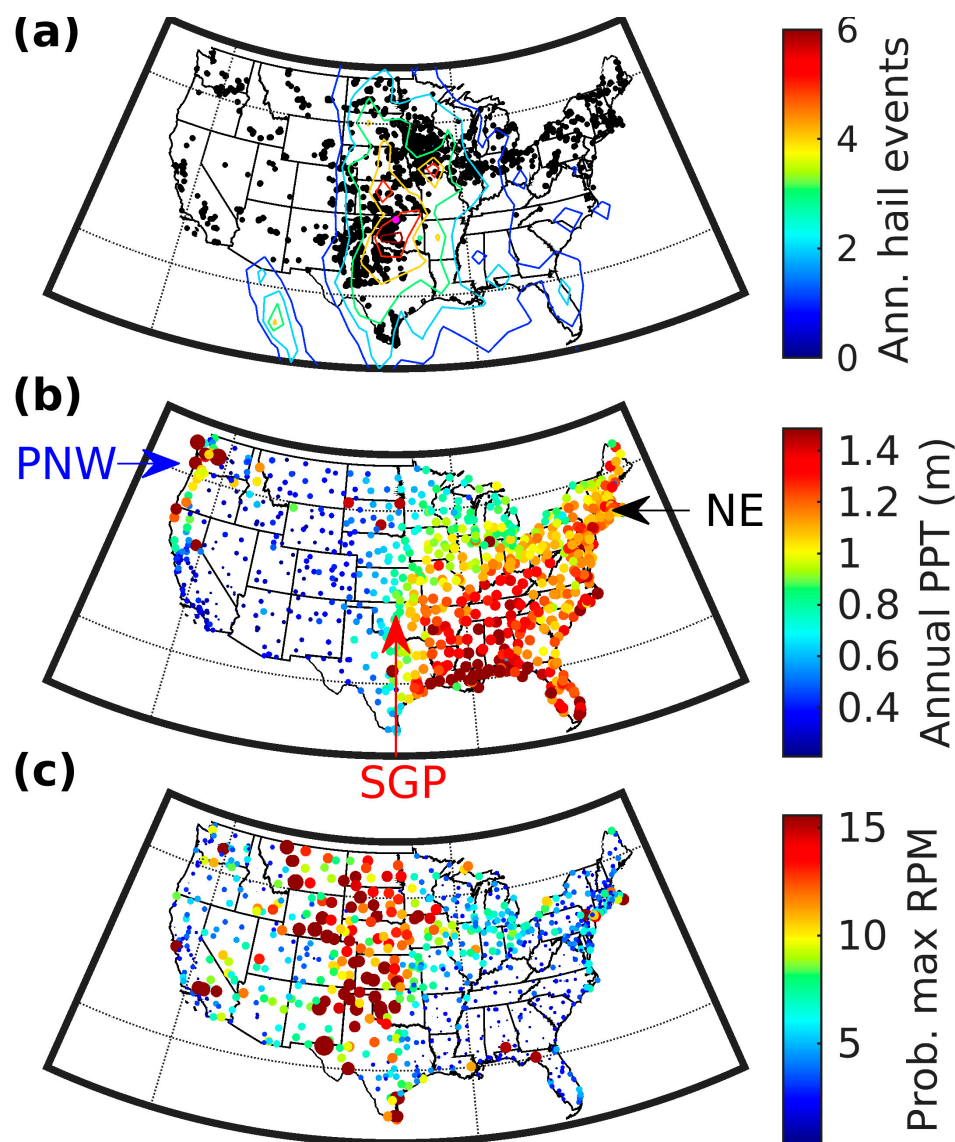 (a)
6
4
2
0
Ann. hail events
(b)
PNW
NE
SGP
1.4
1.2
1
0.8
0.6
0.4
Annual PPT (m)
(c)
15
10
5
Prob. max RPM